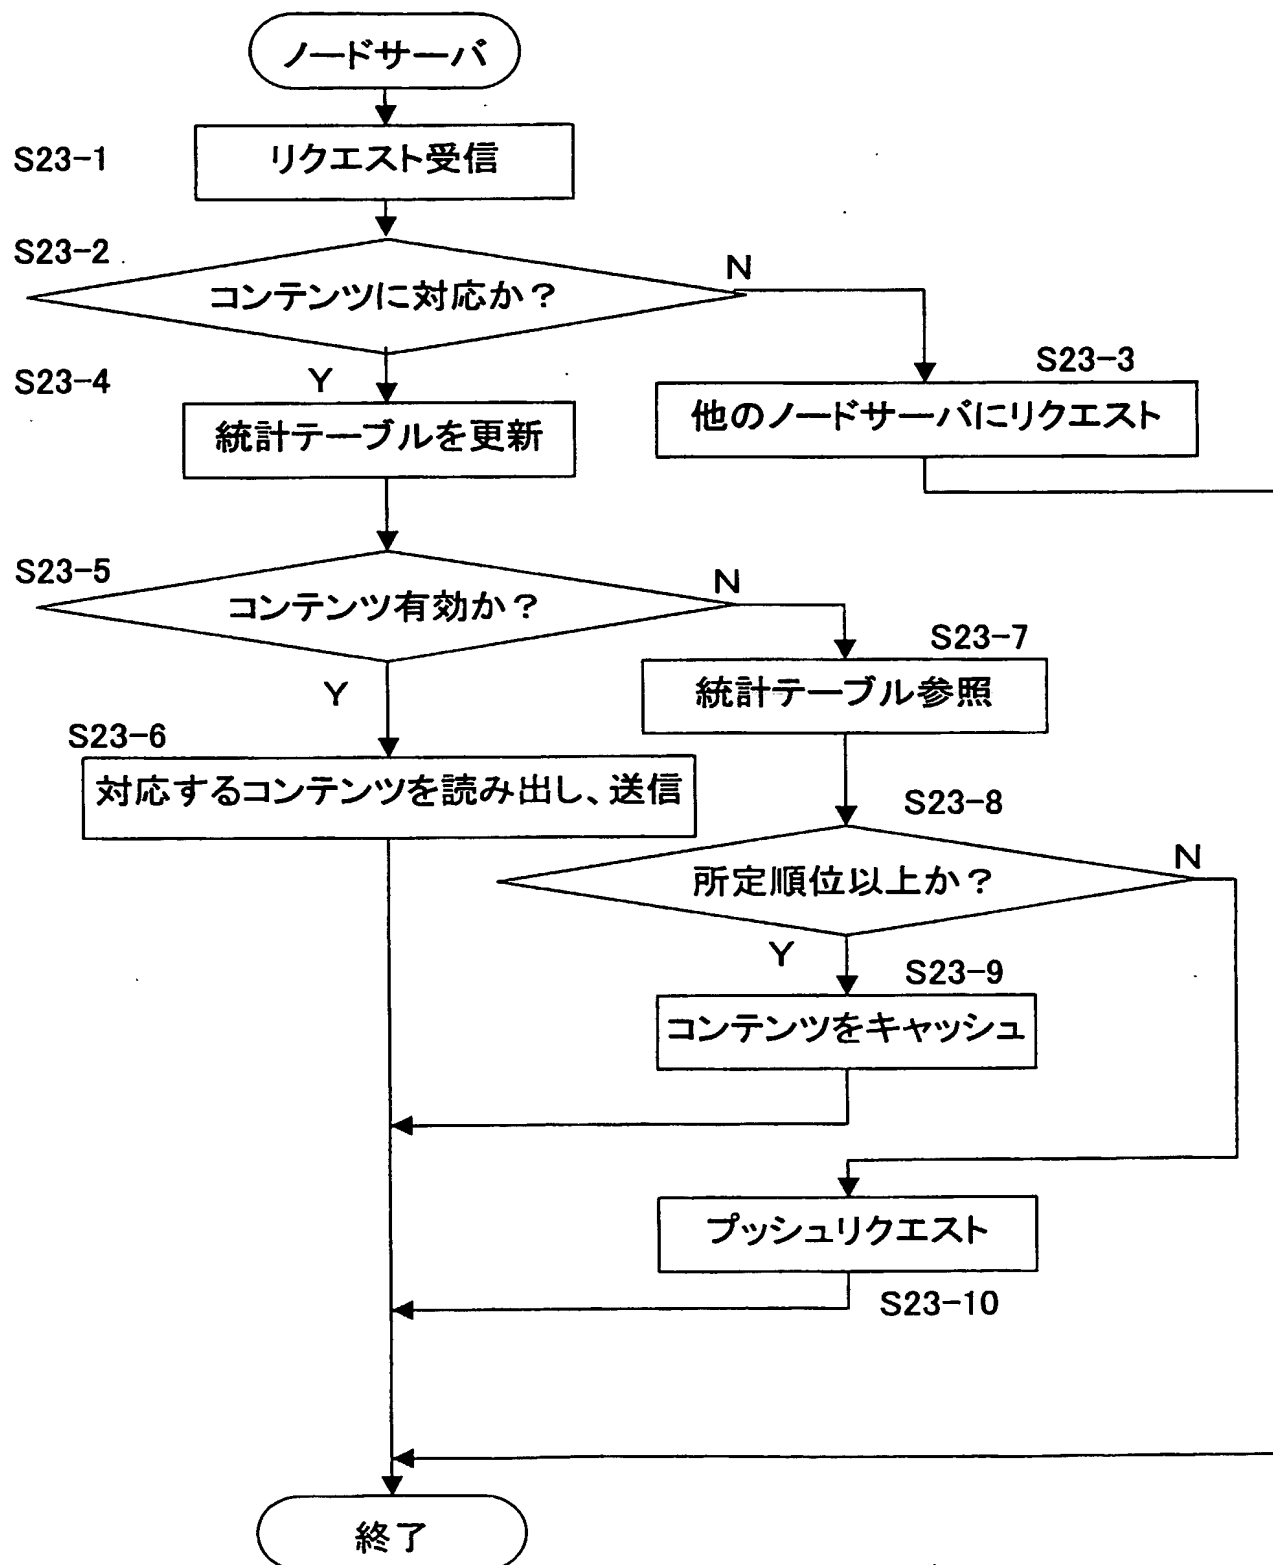 ノードサーバ
S23-1
リクエスト受信
S23-2
コンテンツに対応か？
N
S23-3
S23-4
Y
統計テーブルを更新
他のノードサーバにリクエスト
S23-5
コンテンツ有効か？
N
S23-7
統計テーブル参照
Y
S23-6
対応するコンテンツを読み出し、送信
S23-8
所定順位以上か？
N
Y
S23-9
コンテンツをキャッシュ
プッシュリクエスト
S23-10
終了